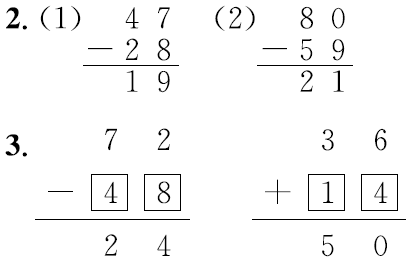 2. (1) 4 7 (2) 8 0
− 2 8 − 5 9
1 9 2 1
3. 7 2 3 6
− 4 8 + 1 4
2 4 5 0